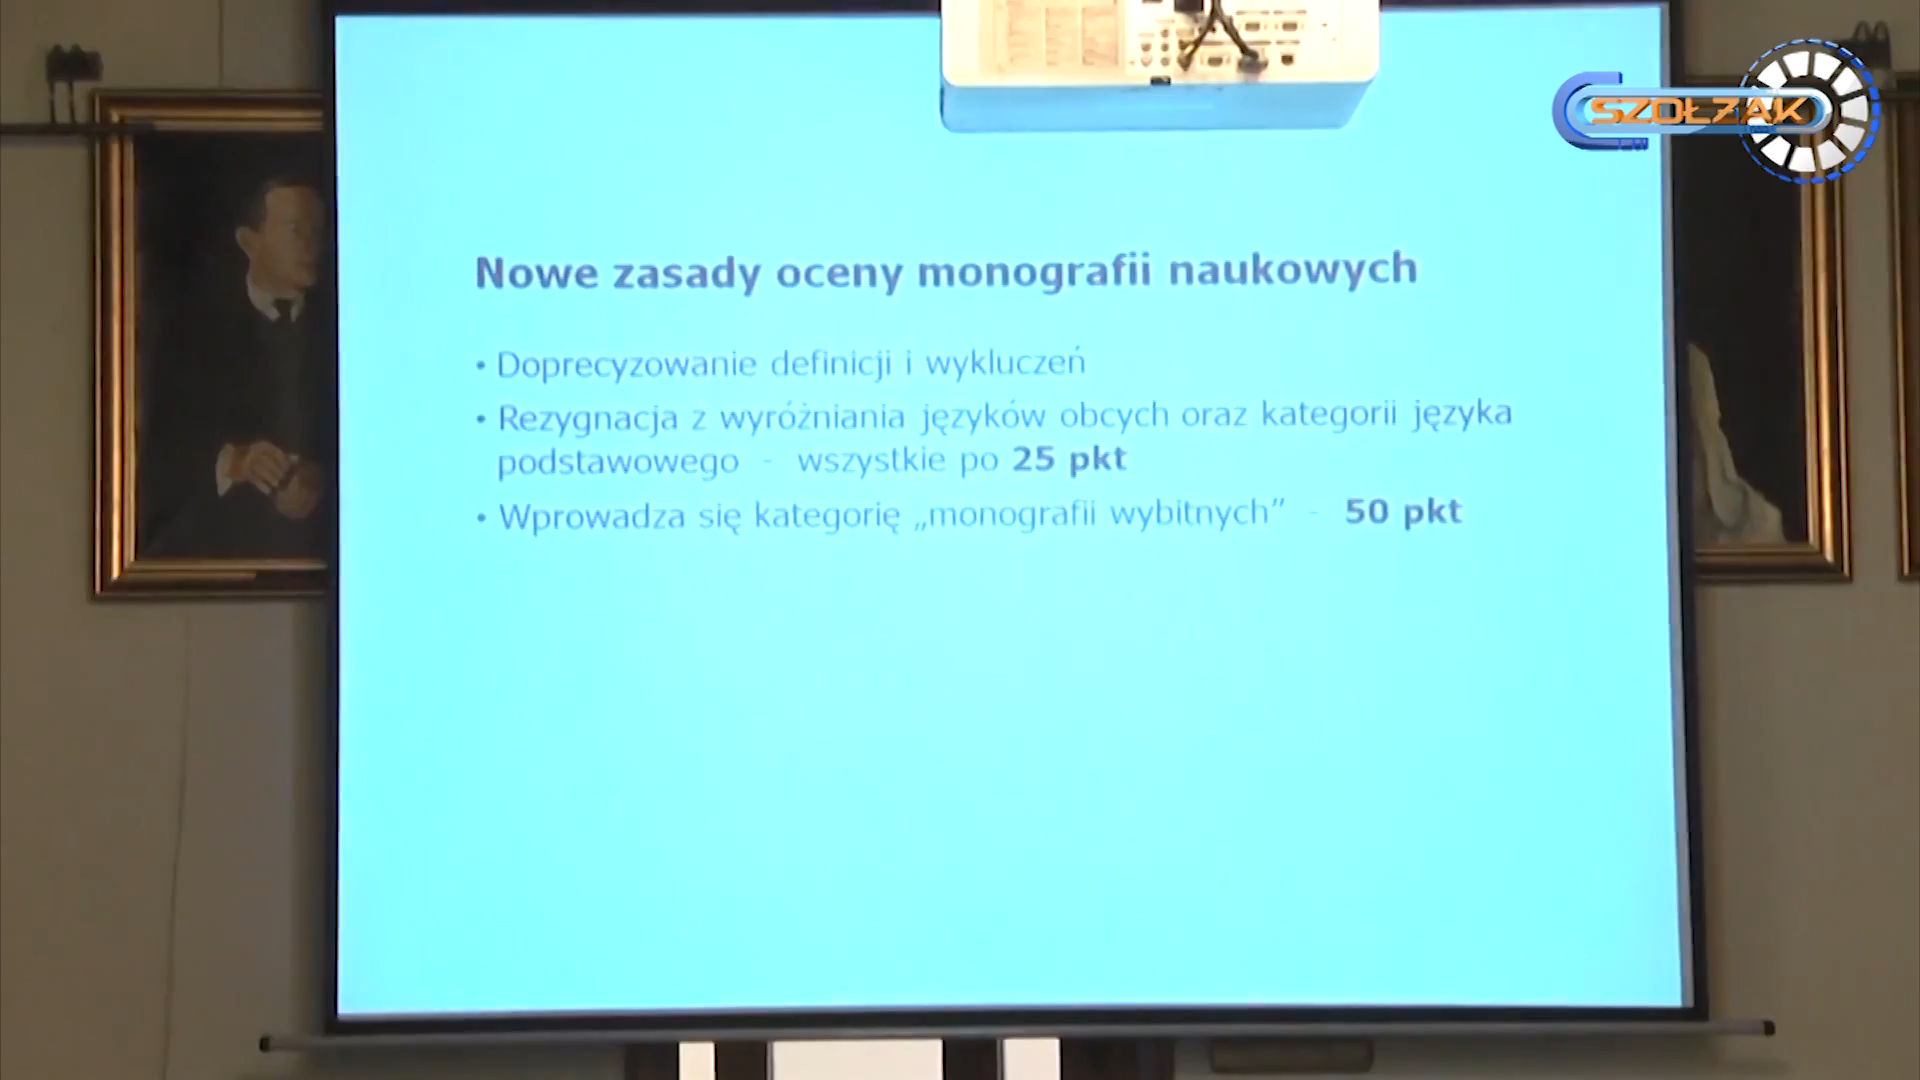 SZOŁŻAK
Nowe zasady oceny monografii naukowych
• Doprecyzowanie definicji i wykluczeń
• Rezygnacja z wyróżniania języków obcych oraz kategorii języka
podstawowego - wszystkie po 25 pkt
• Wprowadza się kategorię „monografii wybitnych” - 50 pkt